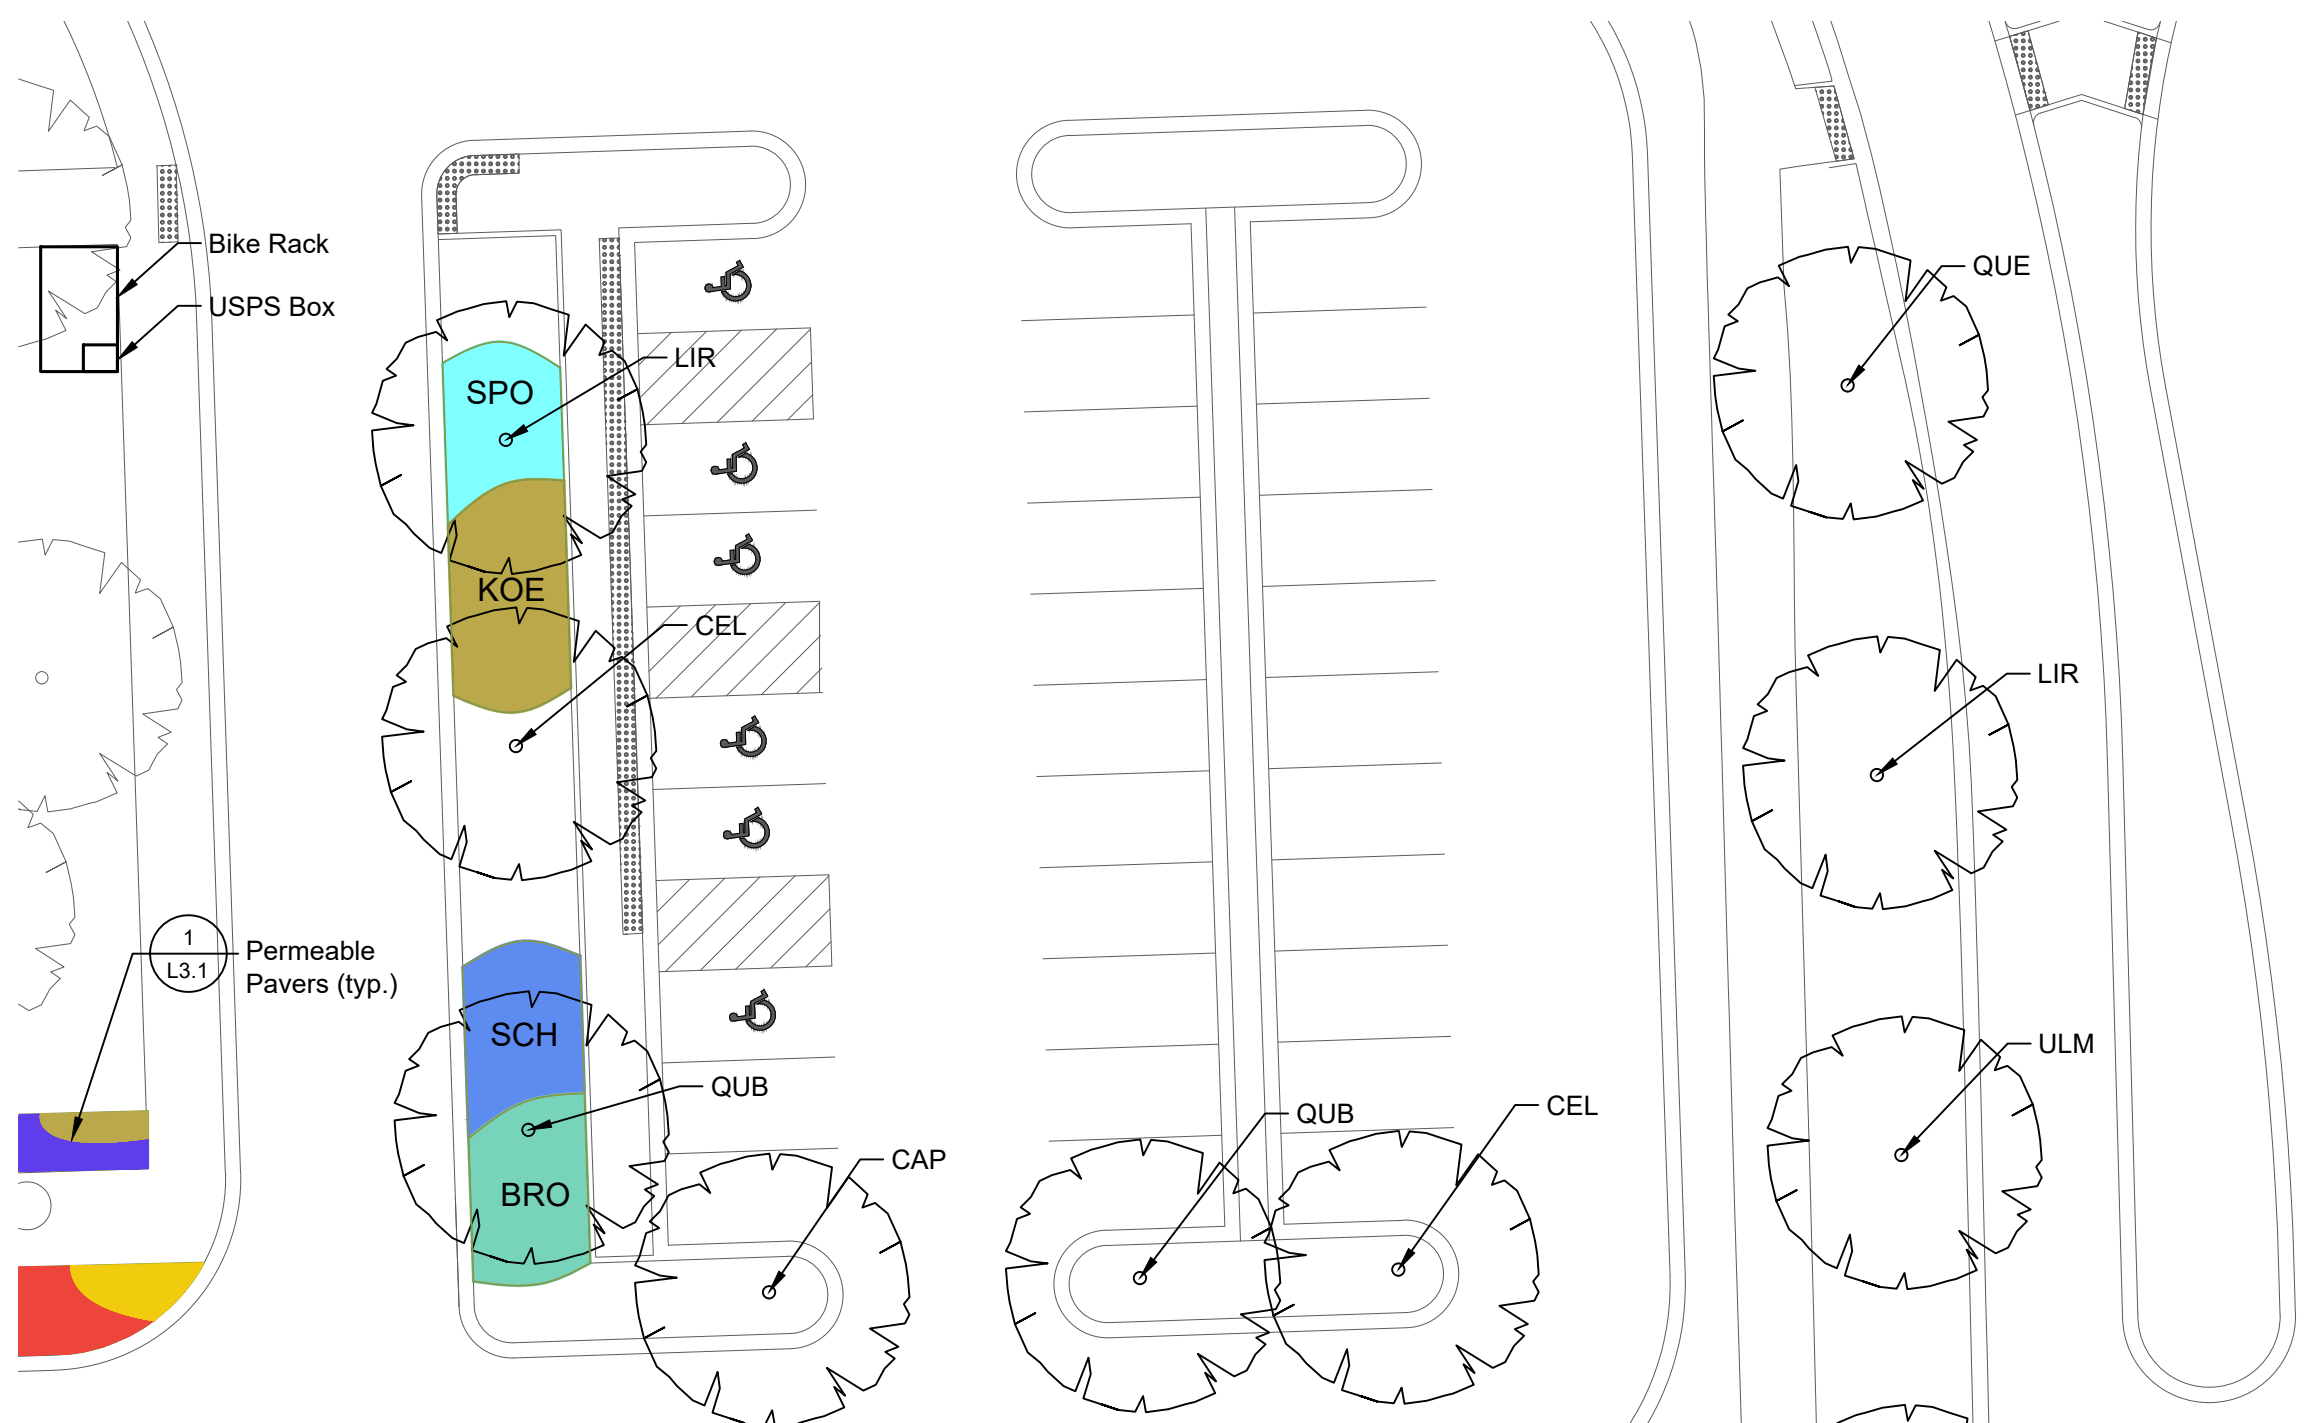 Bike Rack
USPS Box
SPO
LIR
KOE
CEL
1
L3.1
Permeable
Pavers (typ.)
SCH
QUB
BRO
CAP
QUB
CEL
QUE
LIR
ULM